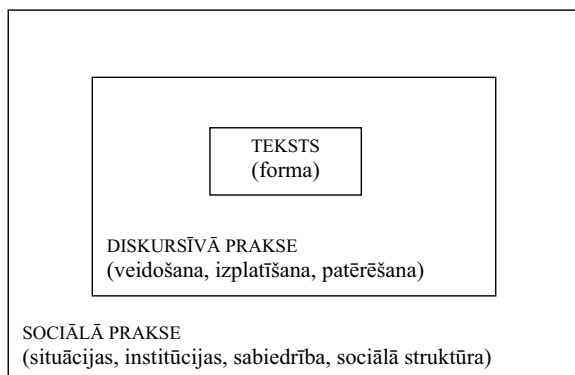 TEKSTS
(forma)
DISKURSĪVĀ PRAKSE
(veidošana, izplatīšana, patērēšana)
SOCIĀLĀ PRAKSE
(situācijas, institūcijas, sabiedrība, sociālā struktūra)